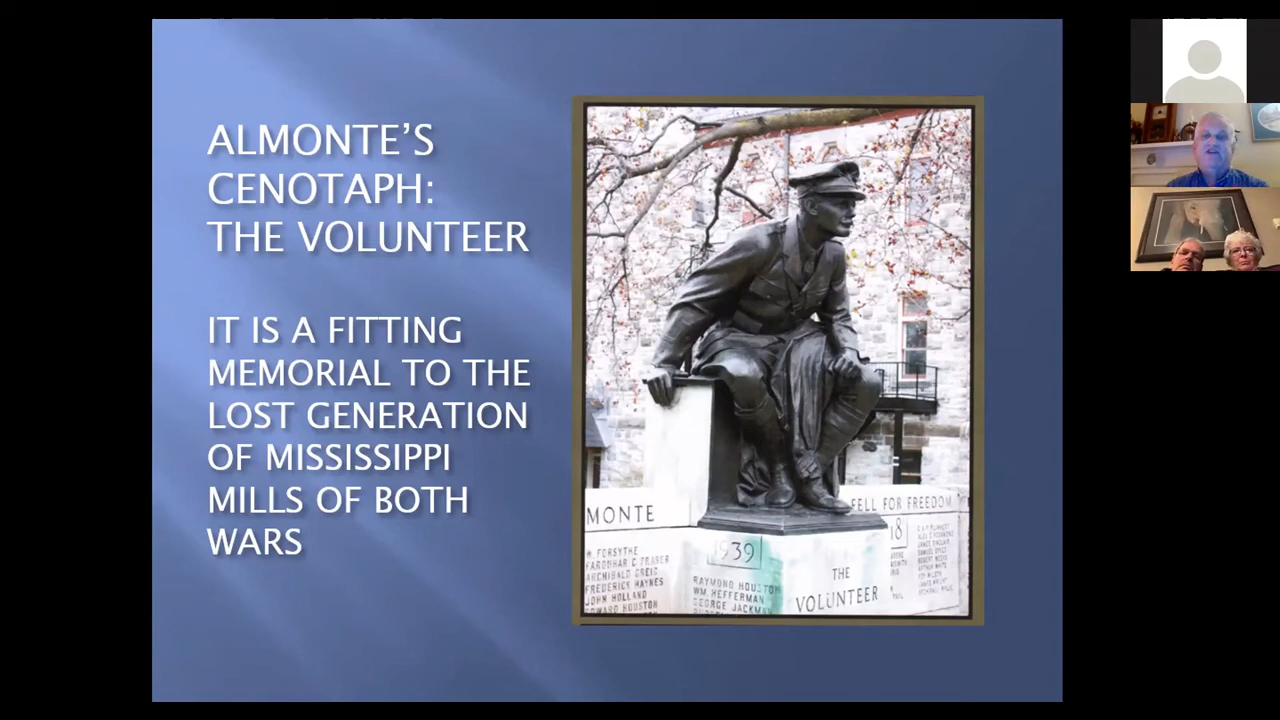 ALMONTE'S
CENOTAPH:
THE VOLUNTEER
IT IS A FITTING
MEMORIAL TO THE
LOST GENERATION
OF MISSISSIPPI
MILLS OF BOTH
WARS
MONTE
FELL FOR FREEDOM
FORSYTHE
FARQUHAR C FRASER
ARCHIBALD GREIG
FREDERICK HAYNES
JOHN HOLLAND
EDWARD HOUSTON
1939
RAYMOND HOUSTON
WM. HEFFERMAN
GEORGE JACKMAN
THE
VOLUNTEER
18